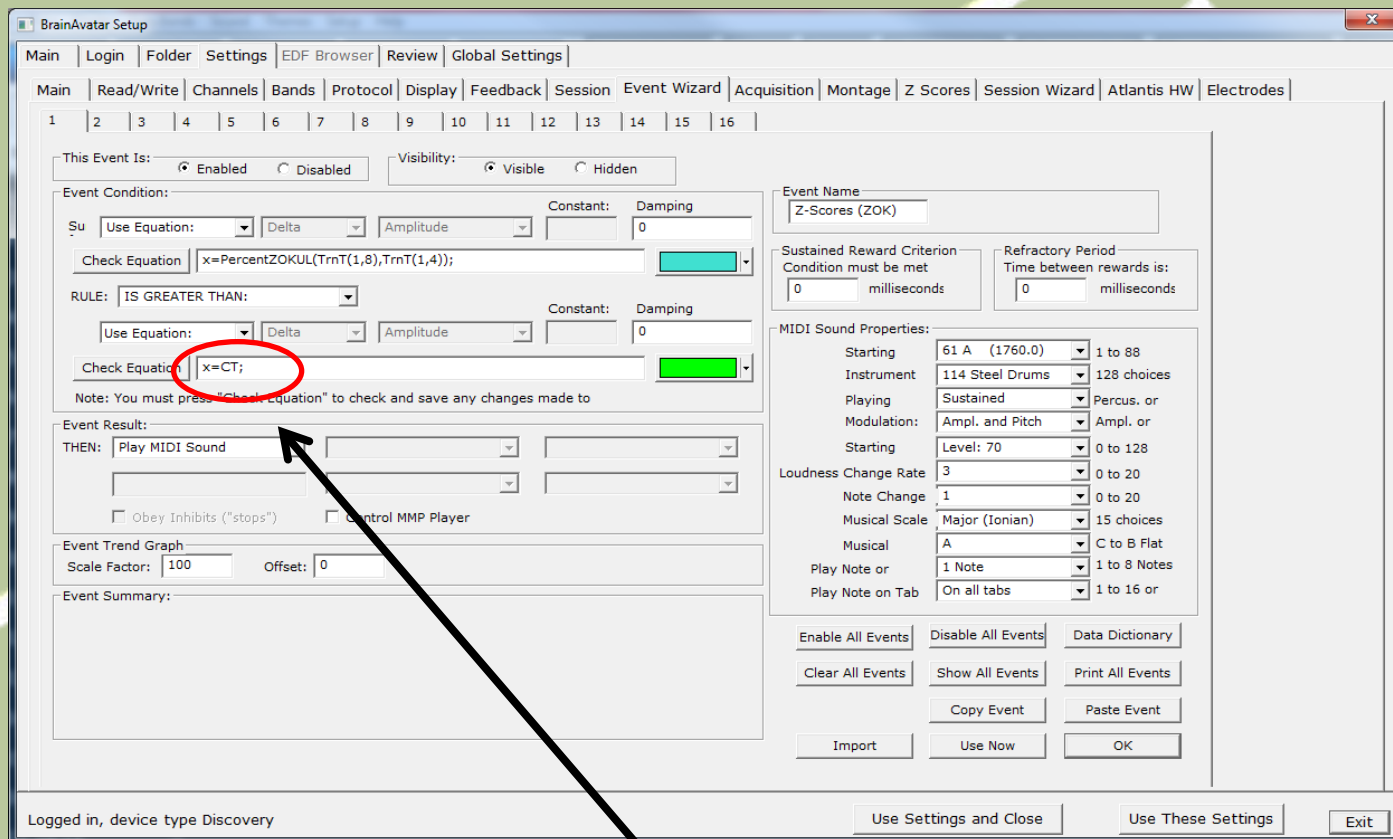 BrainAvatar Setup
Main Login Folder Settings EDF Browser Review Global Settings
Main Read/Write Channels Bands Protocol Display Feedback Session Event Wizard Acquisition Montage Z Scores Session Wizard Atlantis HW Electrodes
1 2 3 4 5 6 7 8 9 10 11 12 13 14 15 16
This Event Is: Enabled Disabled
Visibility: Visible Hidden
Event Condition:
Constant: Damping
Su Use Equation: Delta Amplitude 0
Check Equation x=PercentZOKUL(TrnT(1,8),TrnT(1,4));
RULE: IS GREATER THAN:
Constant: Damping
Use Equation: Delta Amplitude 0
Check Equation x=CT;
Note: You must press "Check Equation" to check and save any changes made to
Event Result:
THEN: Play MIDI Sound
Obey Inhibits ("stops") Control MMP Player
Event Trend Graph
Scale Factor: 100 Offset: 0
Event Summary:
Event Name
Z-Scores (ZOK)
Sustained Reward Criterion
Condition must be met
0 milliseconds
Refractory Period
Time between rewards is:
0 milliseconds
MIDI Sound Properties:
Starting 61 A (1760.0) 1 to 88
Instrument 114 Steel Drums 128 choices
Playing Sustained Percus. or
Modulation: Ampl. and Pitch Ampl. or
Starting Level: 70 0 to 128
Loudness Change Rate 3 0 to 20
Note Change 1 0 to 20
Musical Scale Major (Ionian) 15 choices
Musical A C to B Flat
Play Note or 1 Note 1 to 8 Notes
Play Note on Tab On all tabs 1 to 16 or
Enable All Events Disable All Events Data Dictionary
Clear All Events Show All Events Print All Events
Copy Event Paste Event
Import Use Now OK
Logged in, device type Discovery
Use Settings and Close Use These Settings Exit